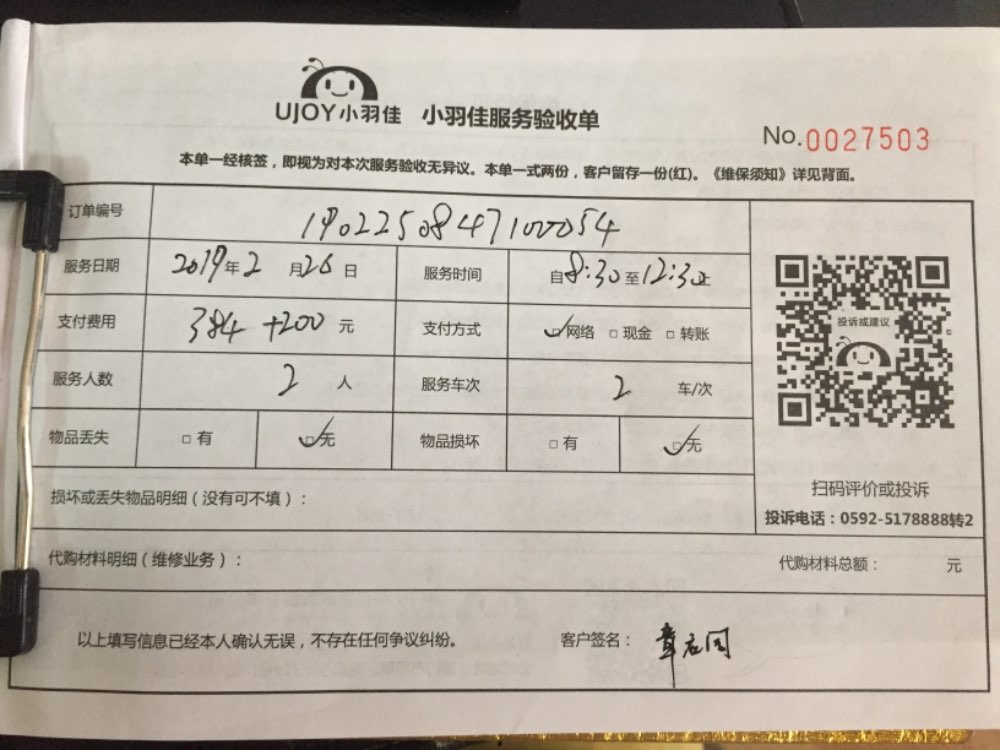 UJOY小羽佳 小羽佳服务验收单
No.0027503
本单一经核签，即视为对本次服务验收无异议。本单一式两份，客户留存一份(红)。《维保须知》详见背面。
订单编号 190225084710005​4
服务日期 2019年2月26日 服务时间 自8:30至12:30止
支付费用 384+200 元 支付方式 ☑网络 □现金 □转账
投诉或建议
服务人数 2 人 服务车次 2 车/次
物品丢失 □有 ☑无 物品损坏 □有 ☑无
扫码评价或投诉
损坏或丢失物品明细（没有可不填）：
投诉电话：0592-5178888转2
代购材料明细（维修业务）： 代购材料总额： 元
以上填写信息已经本人确认无误，不存在任何争议纠纷。 客户签名：章